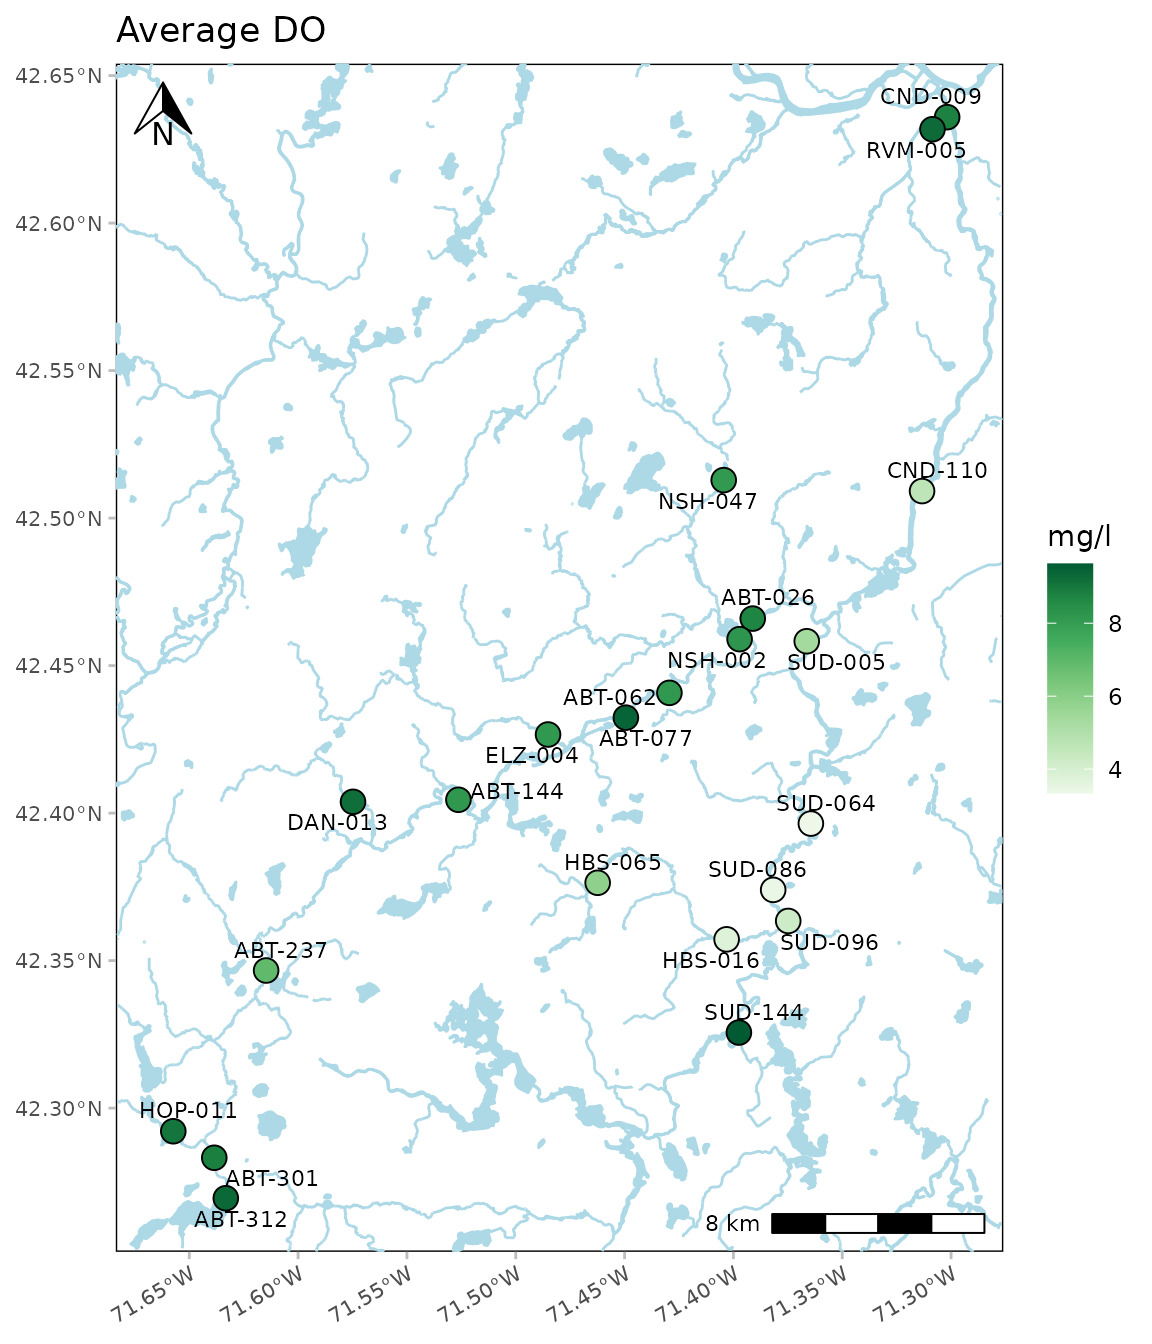 Average DO
42.65°N
N
CND-009
RVM-005
42.60°N
42.55°N
CND-110
NSH-047
42.50°N
mg/l
ABT-026
8
NSH-002
SUD-005
42.45°N
ABT-062
6
ABT-077
ELZ-004
4
ABT-144
SUD-064
42.40°N
DAN-013
HBS-065
SUD-086
ABT-237
SUD-096
42.35°N
HBS-016
SUD-144
42.30°N
HOP-011
ABT-301
ABT-312
8 km
71.65°W
71.60°W
71.55°W
71.50°W
71.45°W
71.40°W
71.35°W
71.30°W